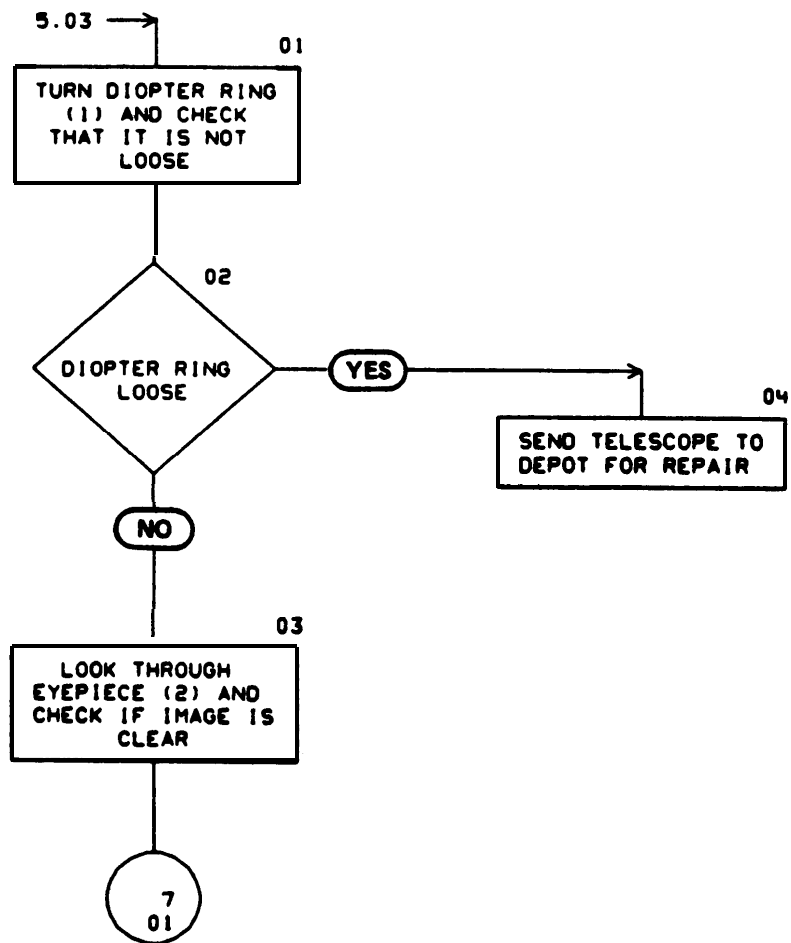 5.03
01
TURN DIOPTER RING
(1) AND CHECK
THAT IT IS NOT
LOOSE
02
DIOPTER RING
LOOSE
YES
04
SEND TELESCOPE TO
DEPOT FOR REPAIR
NO
03
LOOK THROUGH
EYEPIECE (2) AND
CHECK IF IMAGE IS
CLEAR
7
01